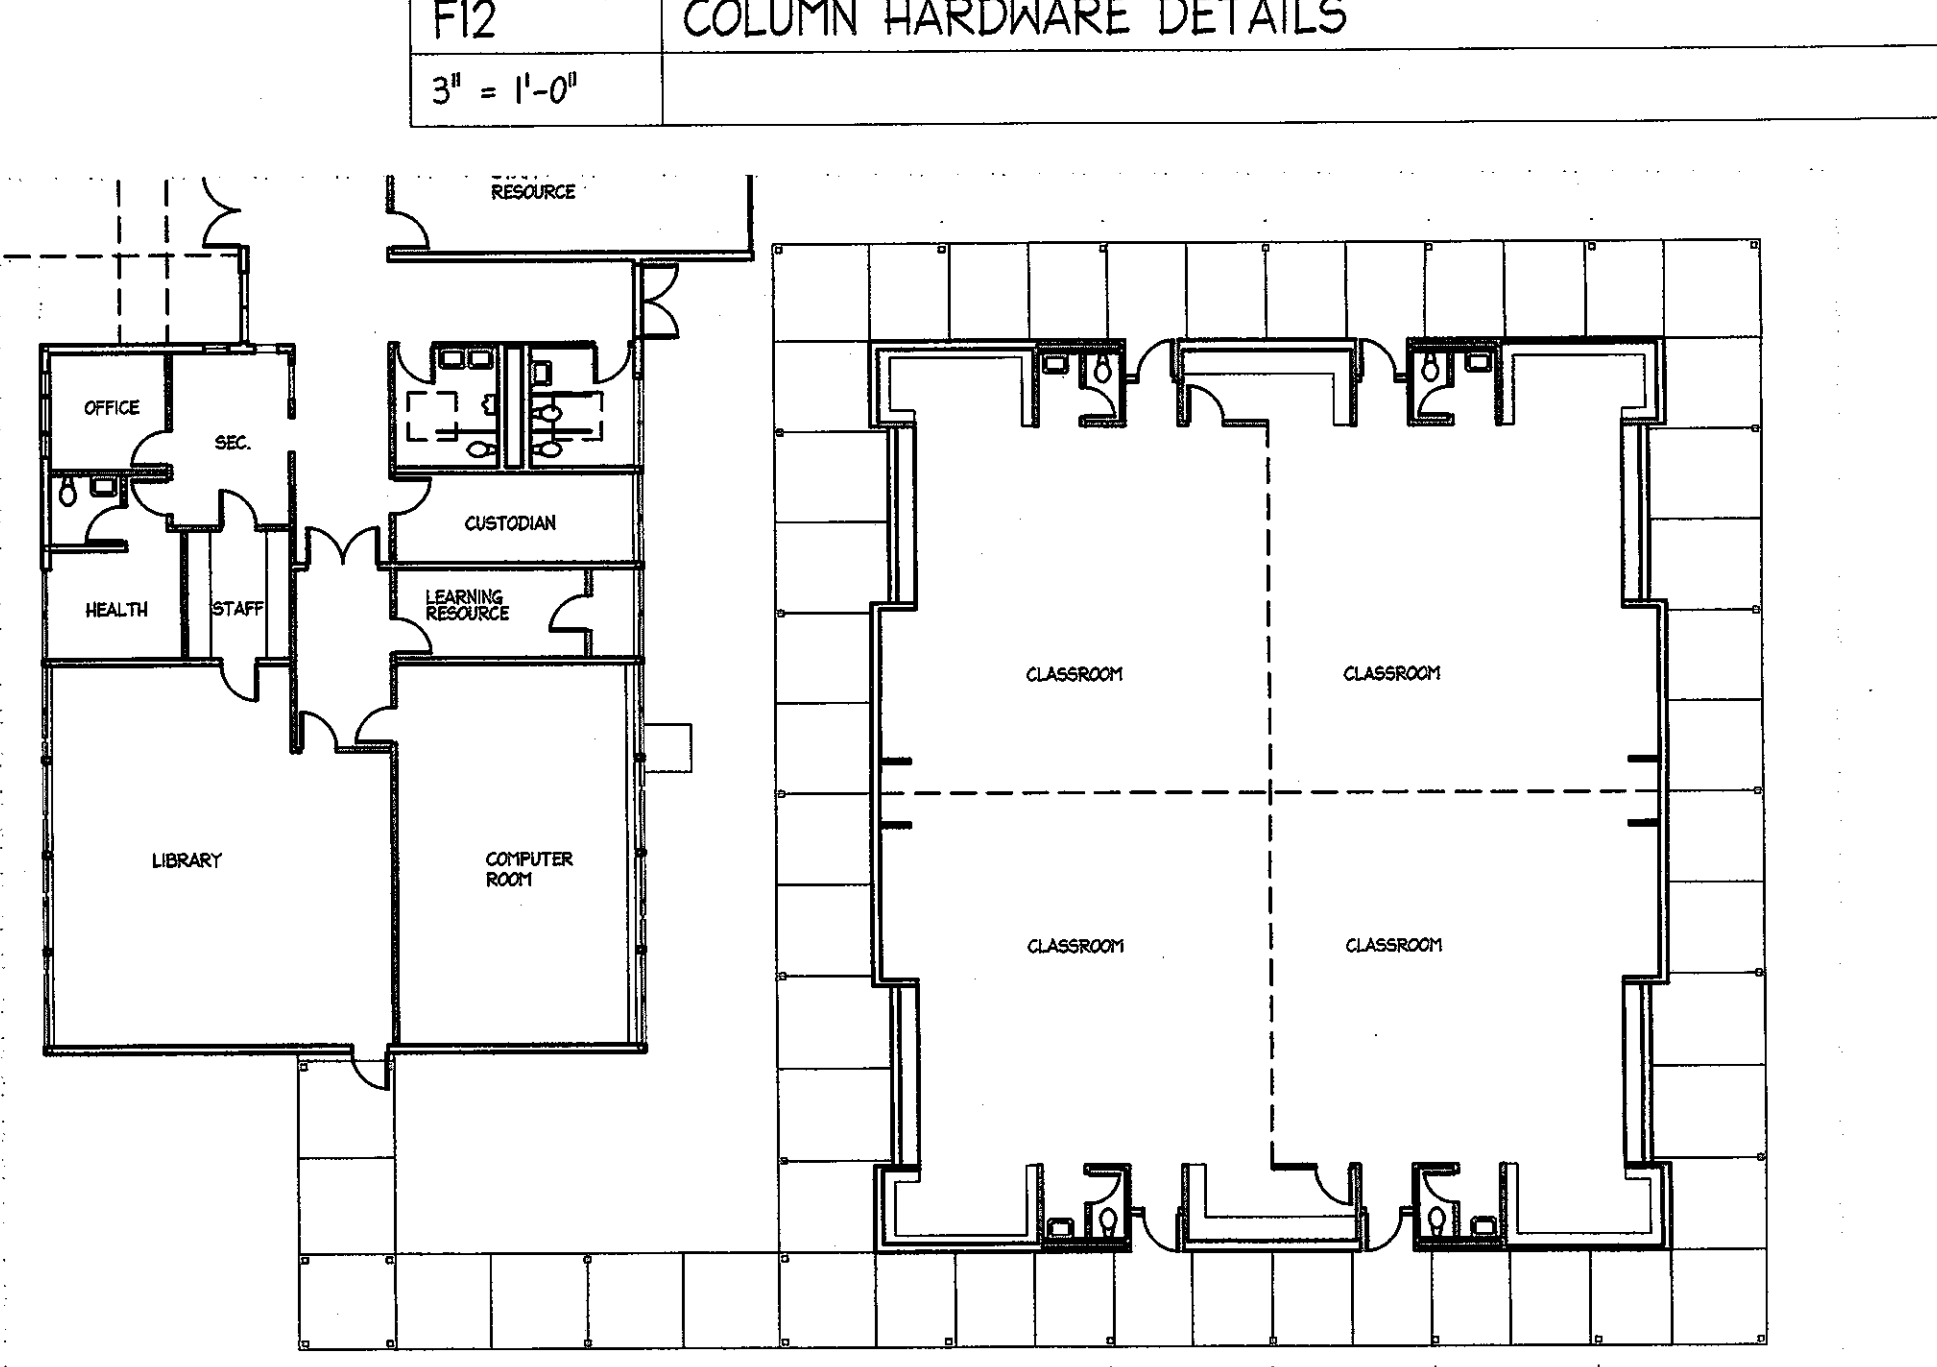 F12
COLUMN HARDWARE DETAILS
3" = 1'-0"
RESOURCE
OFFICE
SEC.
CUSTODIAN
HEALTH
STAFF
LEARNING
RESOURCE
CLASSROOM
CLASSROOM
LIBRARY
COMPUTER
ROOM
CLASSROOM
CLASSROOM